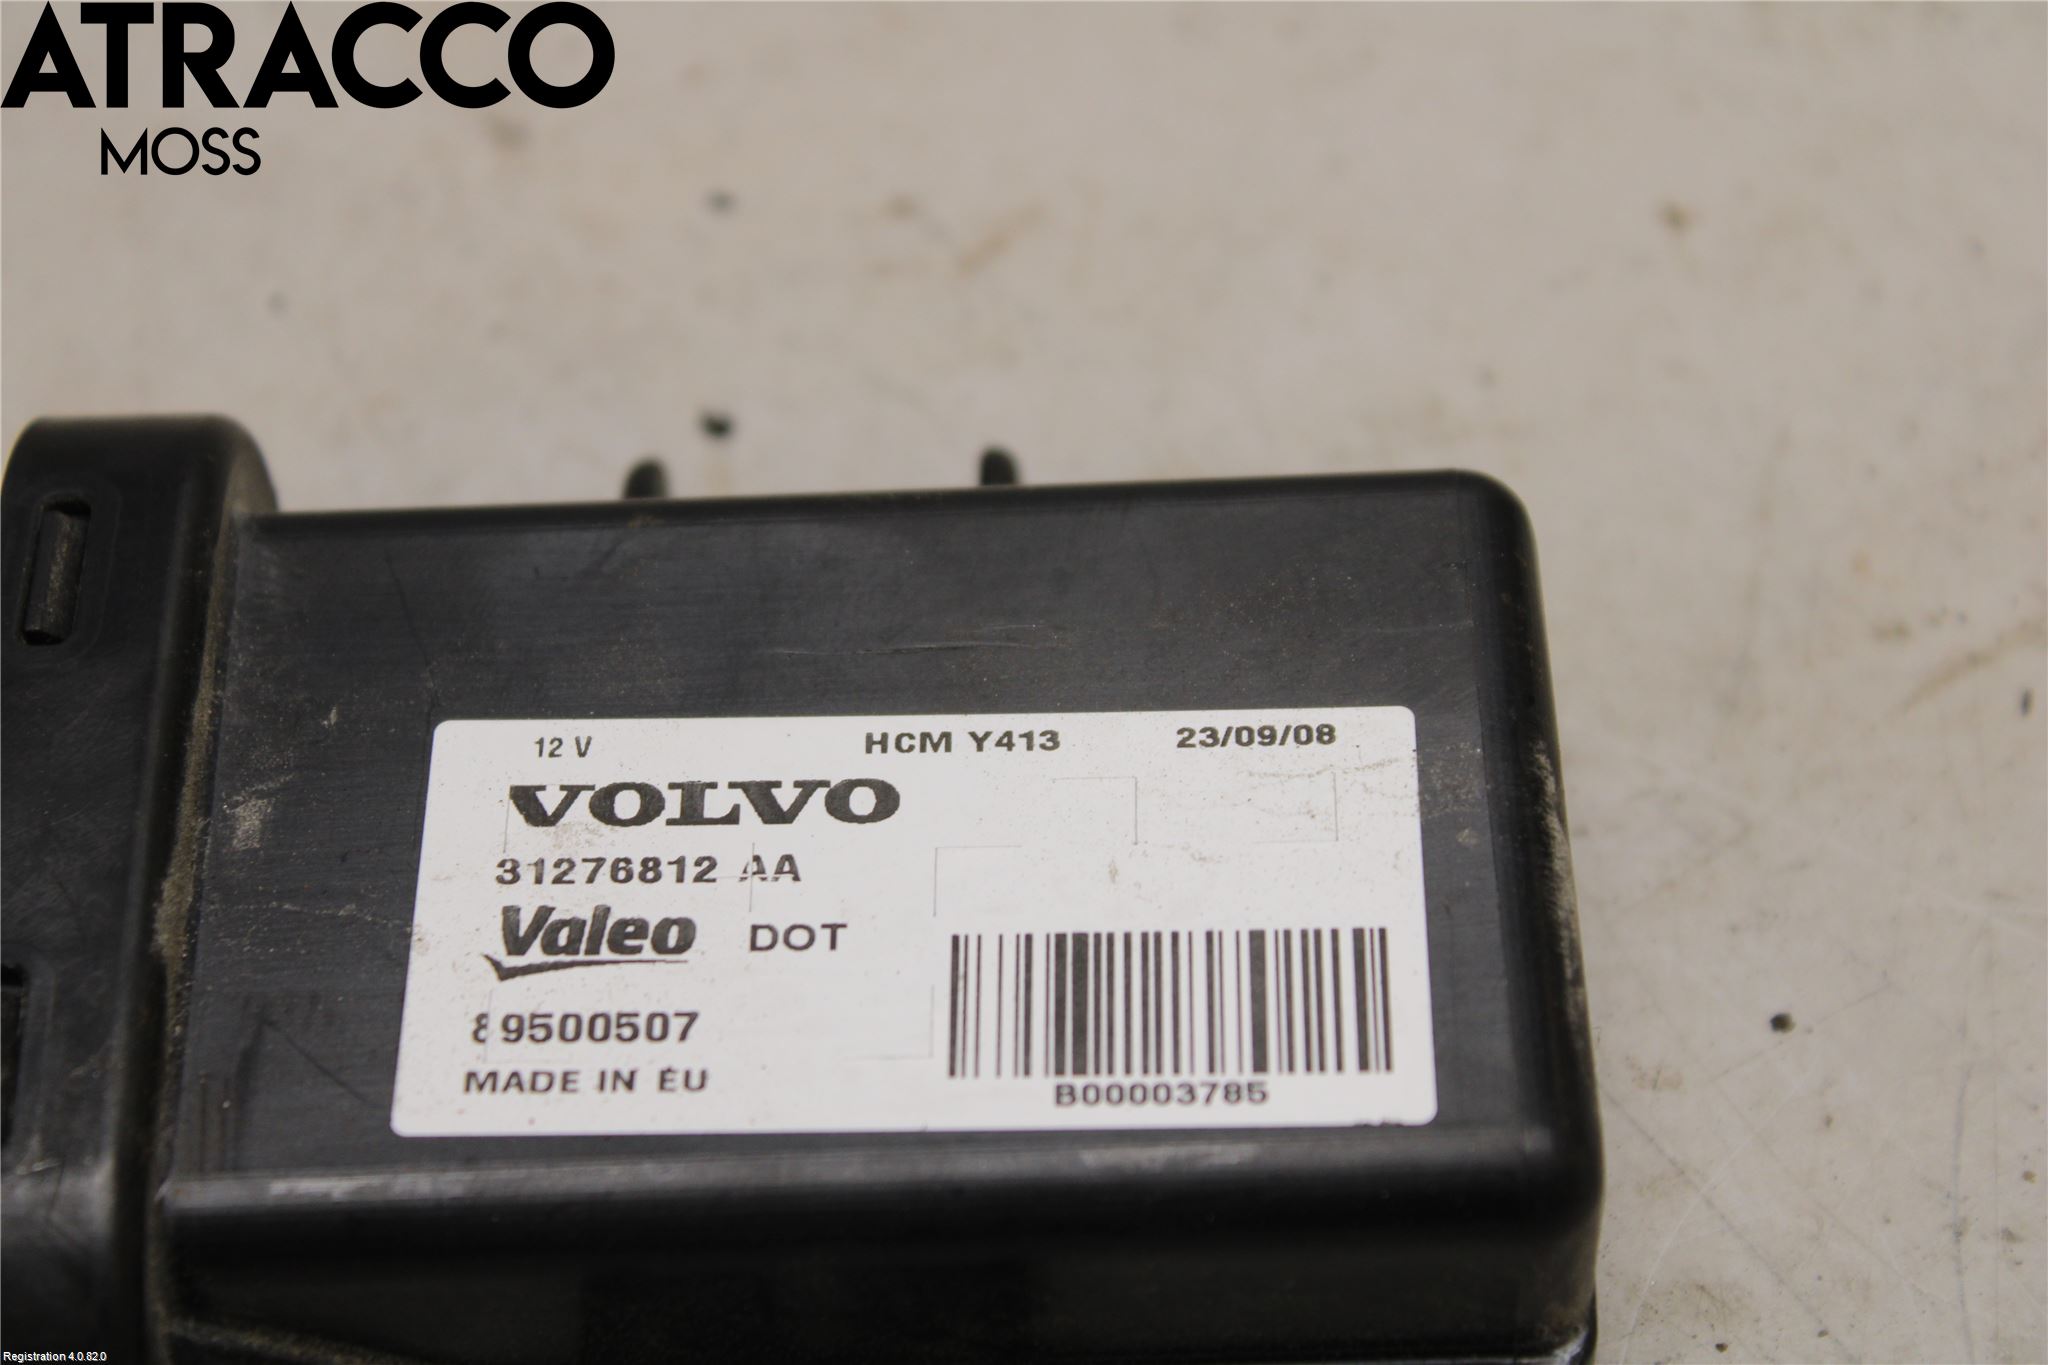 ATRACCO
MOSS
12 V HCM Y413 23/09/08
VOLVO
31276812 AA
Valeo DOT
89500507
MADE IN EU
B00003785
Registration 4.0.82.0